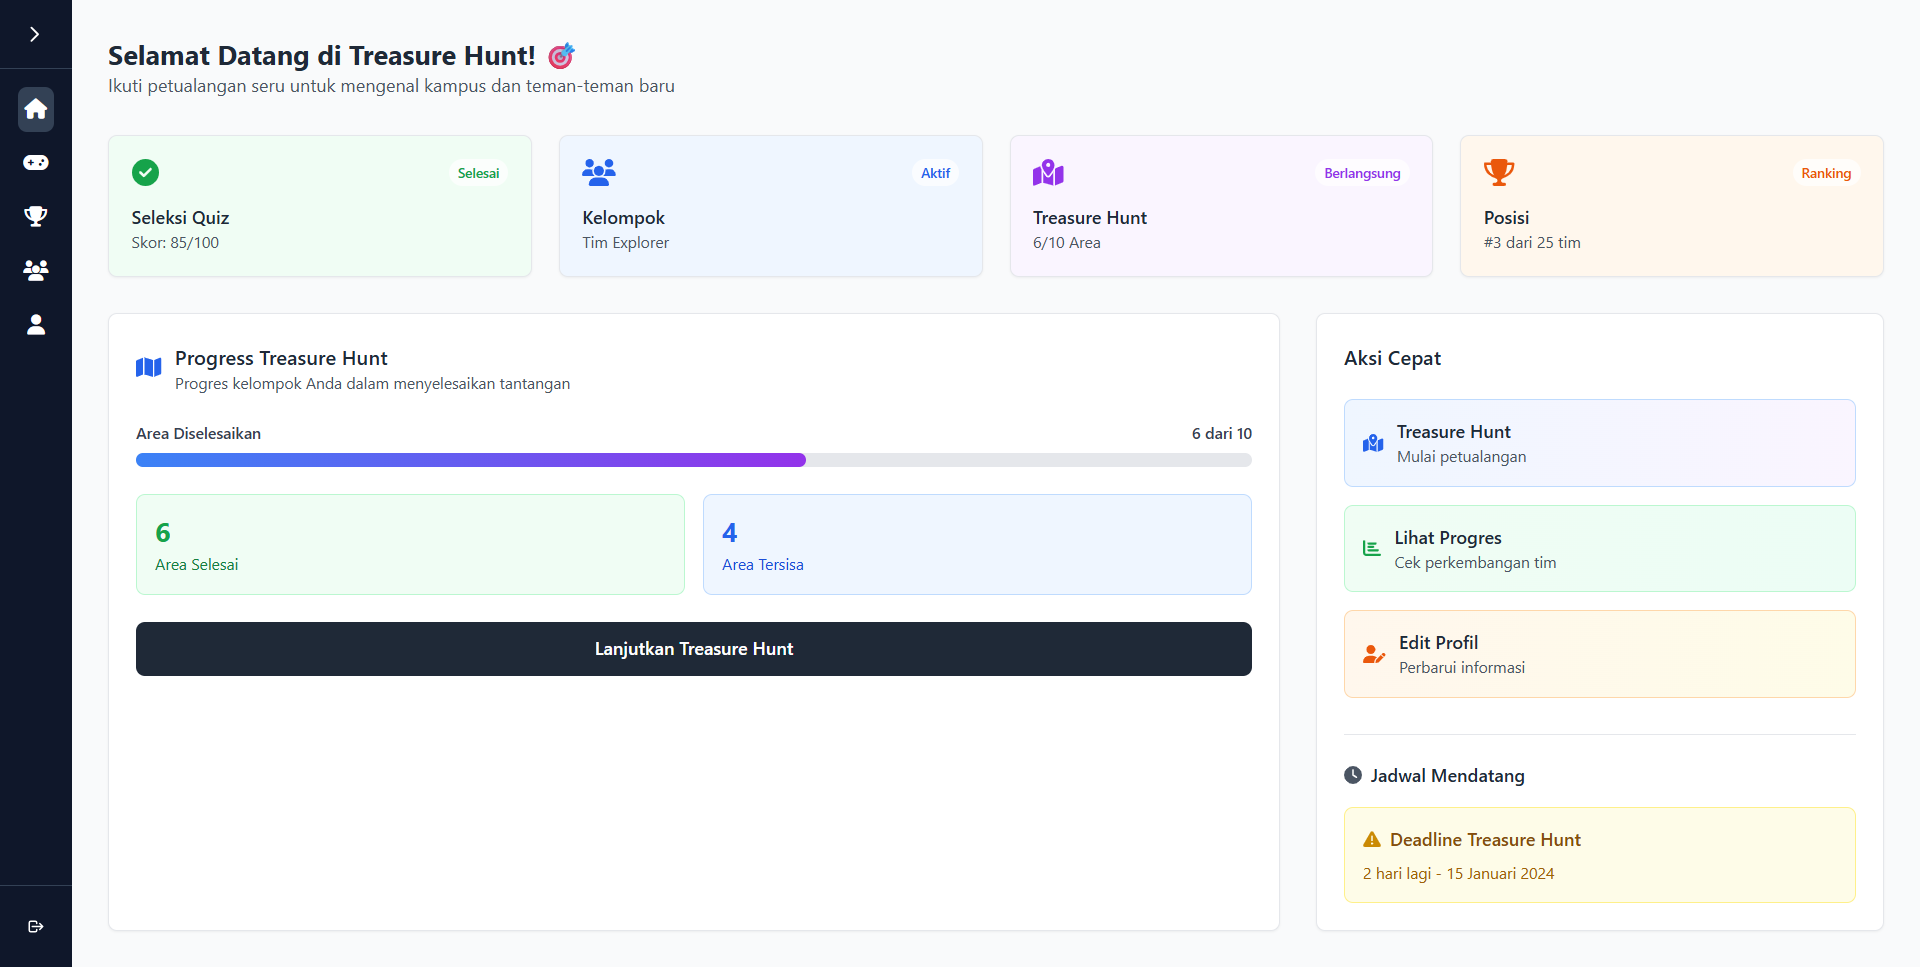 Selamat Datang di Treasure Hunt!
Ikuti petualangan seru untuk mengenal kampus dan teman-teman baru
Selesai
Seleksi Quiz
Skor: 85/100
Aktif
Kelompok
Tim Explorer
Berlangsung
Treasure Hunt
6/10 Area
Ranking
Posisi
#3 dari 25 tim
Progress Treasure Hunt
Progres kelompok Anda dalam menyelesaikan tantangan
Area Diselesaikan
6 dari 10
6
Area Selesai
4
Area Tersisa
Lanjutkan Treasure Hunt
Aksi Cepat
Treasure Hunt
Mulai petualangan
Lihat Progres
Cek perkembangan tim
Edit Profil
Perbarui informasi
Jadwal Mendatang
Deadline Treasure Hunt
2 hari lagi - 15 Januari 2024